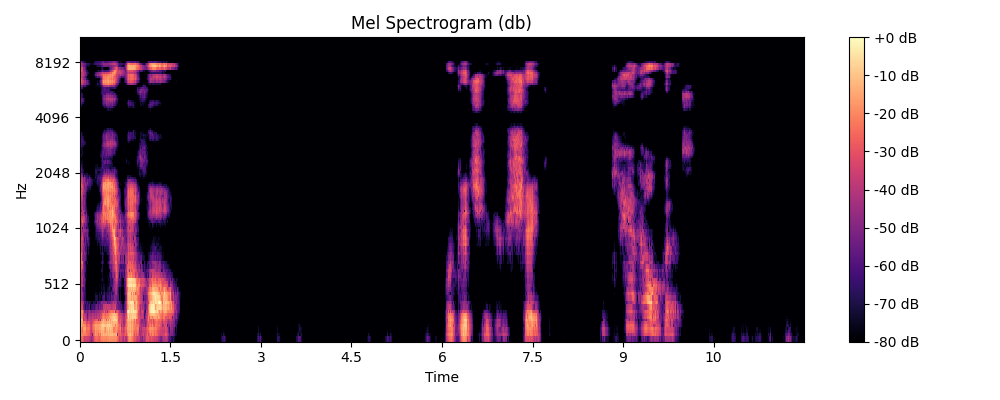 Mel Spectrogram (db)
8192
4096
2048
1024
512
0
Hz
0 1.5 3 4.5 6 7.5 9 10
Time
+0 dB
-10 dB
-20 dB
-30 dB
-40 dB
-50 dB
-60 dB
-70 dB
-80 dB